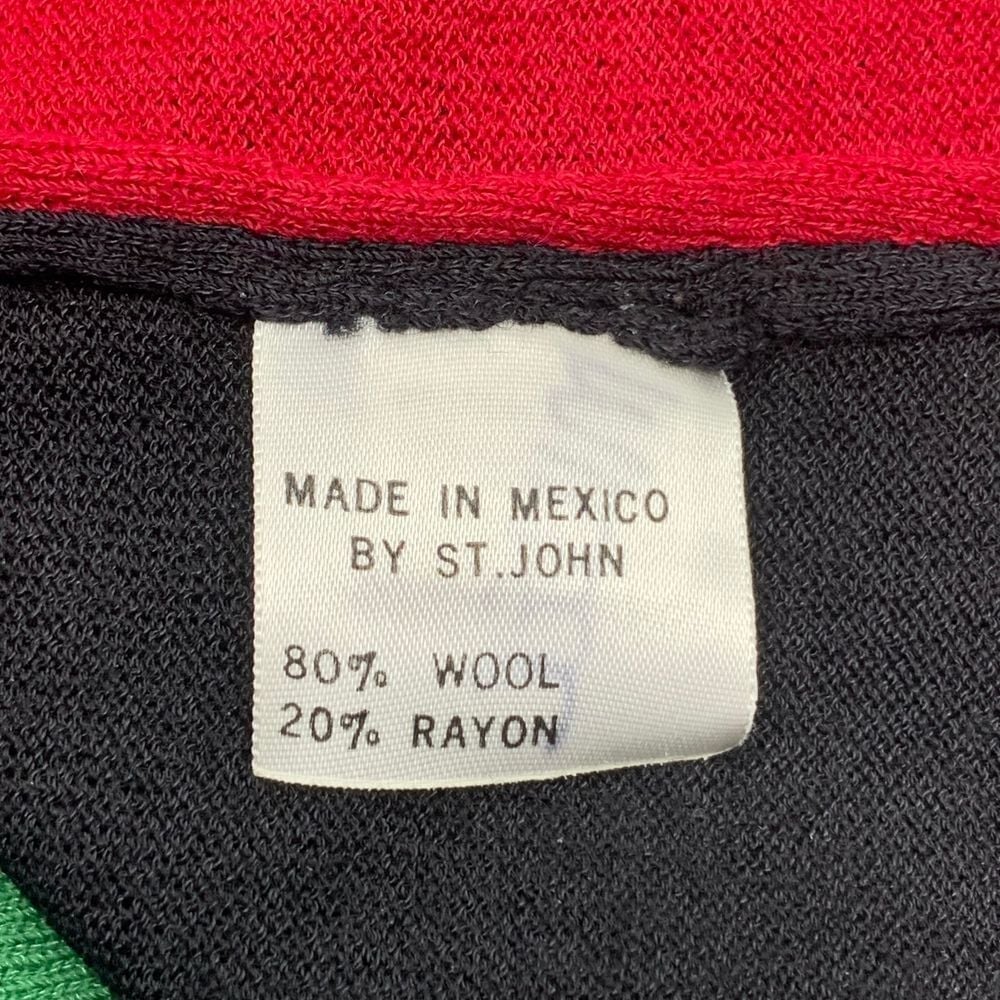 MADE IN MEXICO
BY ST.JOHN
80% WOOL
20% RAYON